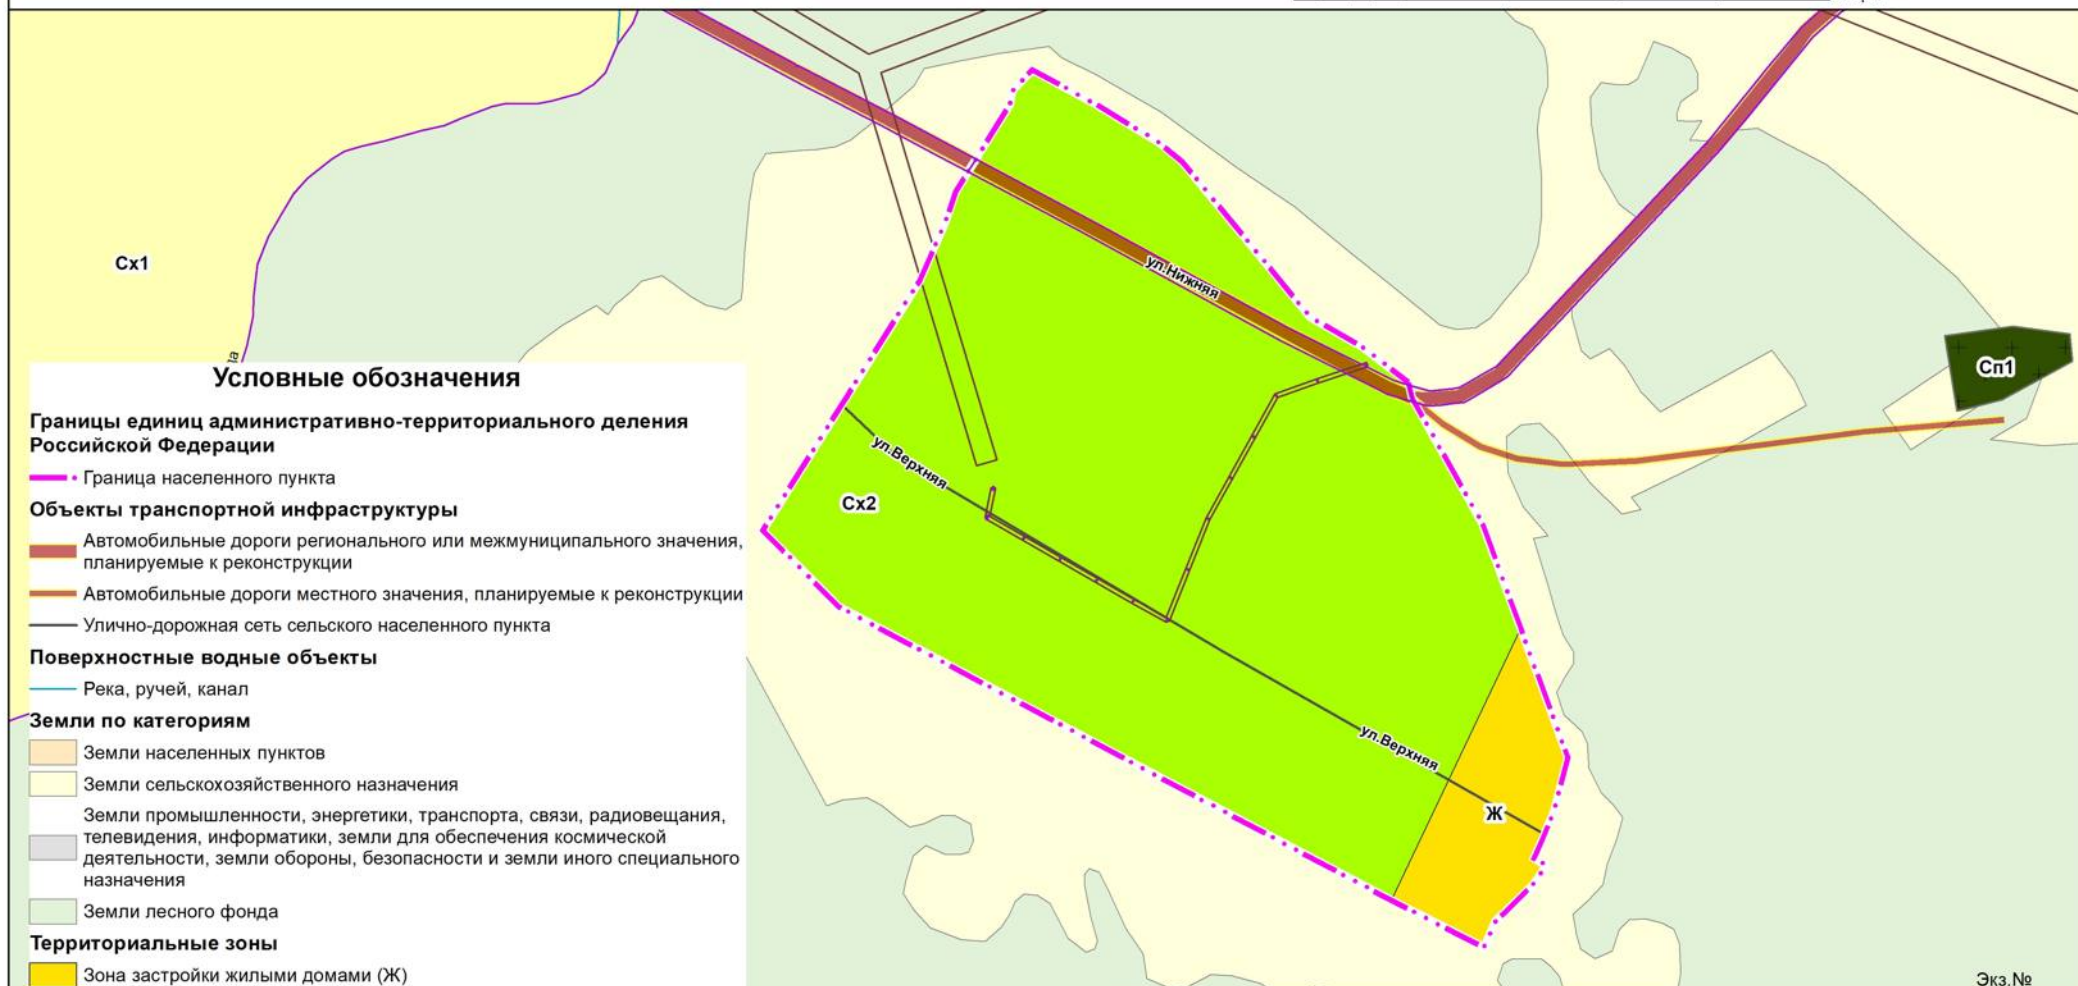 ул.Нижняя
Сх1
Сп1
ул.Верхняя
Сх2
ул.Верхняя
Ж
Условные обозначения
Границы единиц административно-территориального деления
Российской Федерации
Граница населенного пункта
Объекты транспортной инфраструктуры
Автомобильные дороги регионального или межмуниципального значения,
планируемые к реконструкции
Автомобильные дороги местного значения, планируемые к реконструкции
Улично-дорожная сеть сельского населенного пункта
Поверхностные водные объекты
Река, ручей, канал
Земли по категориям
Земли населенных пунктов
Земли сельскохозяйственного назначения
Земли промышленности, энергетики, транспорта, связи, радиовещания,
телевидения, информатики, земли для обеспечения космической
деятельности, земли обороны, безопасности и земли иного специального
назначения
Земли лесного фонда
Территориальные зоны
Зона застройки жилыми домами (Ж)
Экз.№